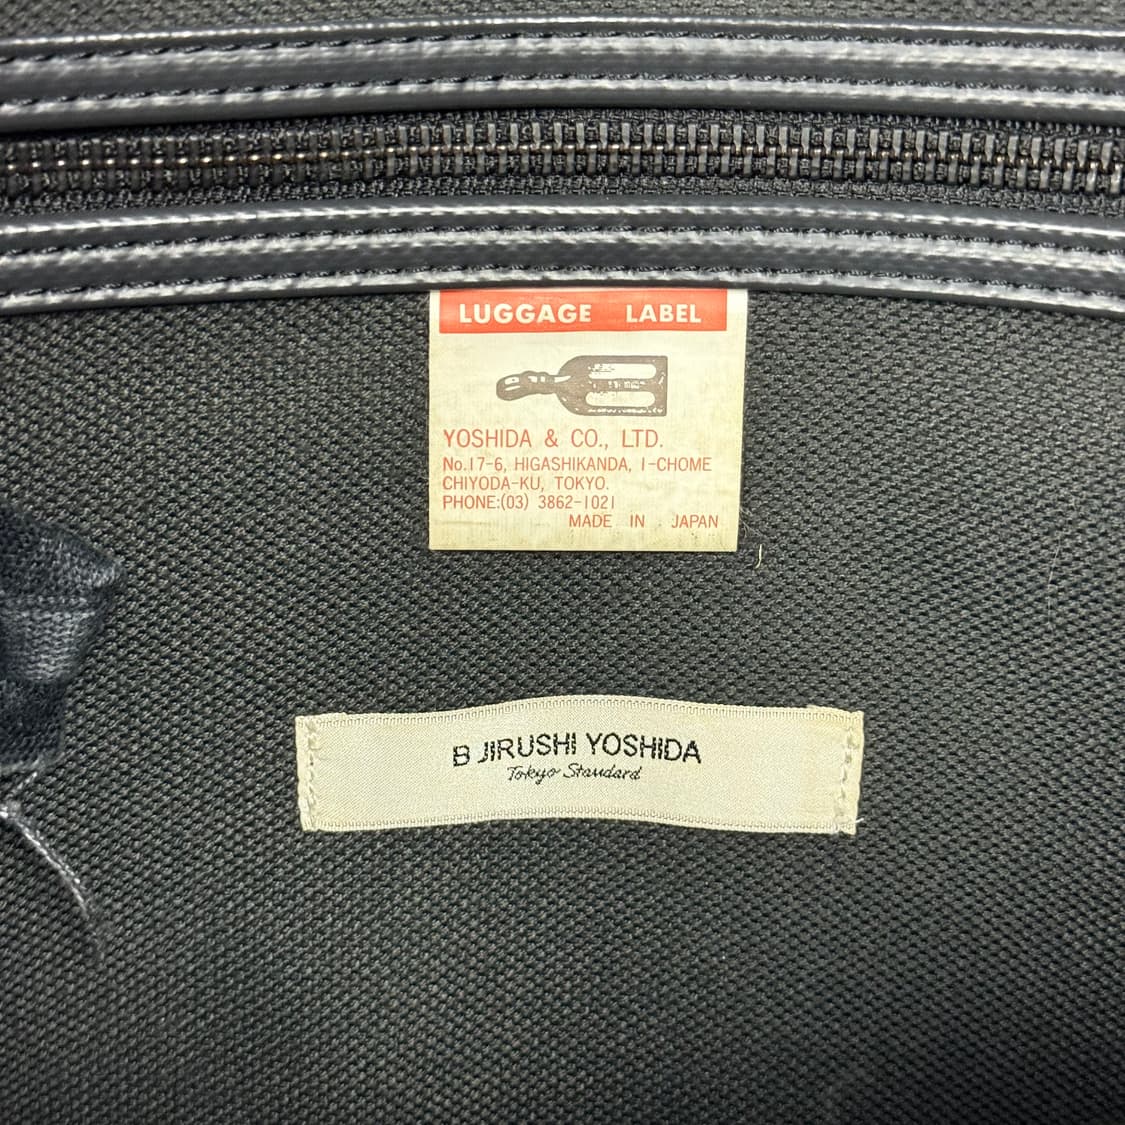 LUGGAGE LABEL
YOSHIDA & CO., LTD.
No.17-6, HIGASHIKANDA, 1-CHOME
CHIYODA-KU, TOKYO.
PHONE:(03) 3862-1021
MADE IN JAPAN
B JIRUSHI YOSHIDA
Tokyo Standard